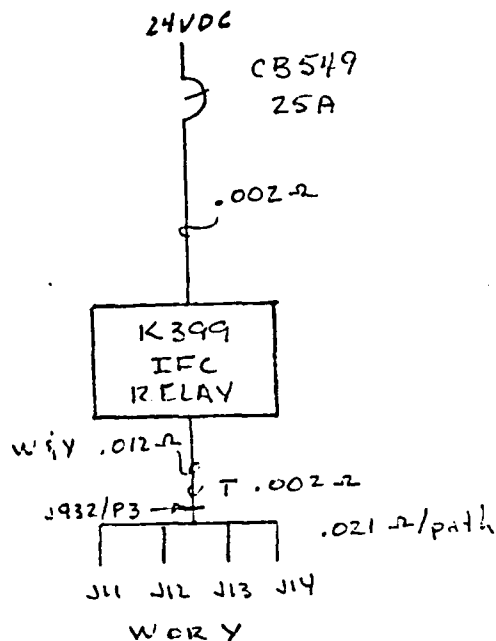 24VDC
CB549
25A
.002 Ω
K399
IFC
RELAY
W&Y .012 Ω
T .002 Ω
J932/P3
.021 Ω/path
J11 J12 J13 J14
W OR Y